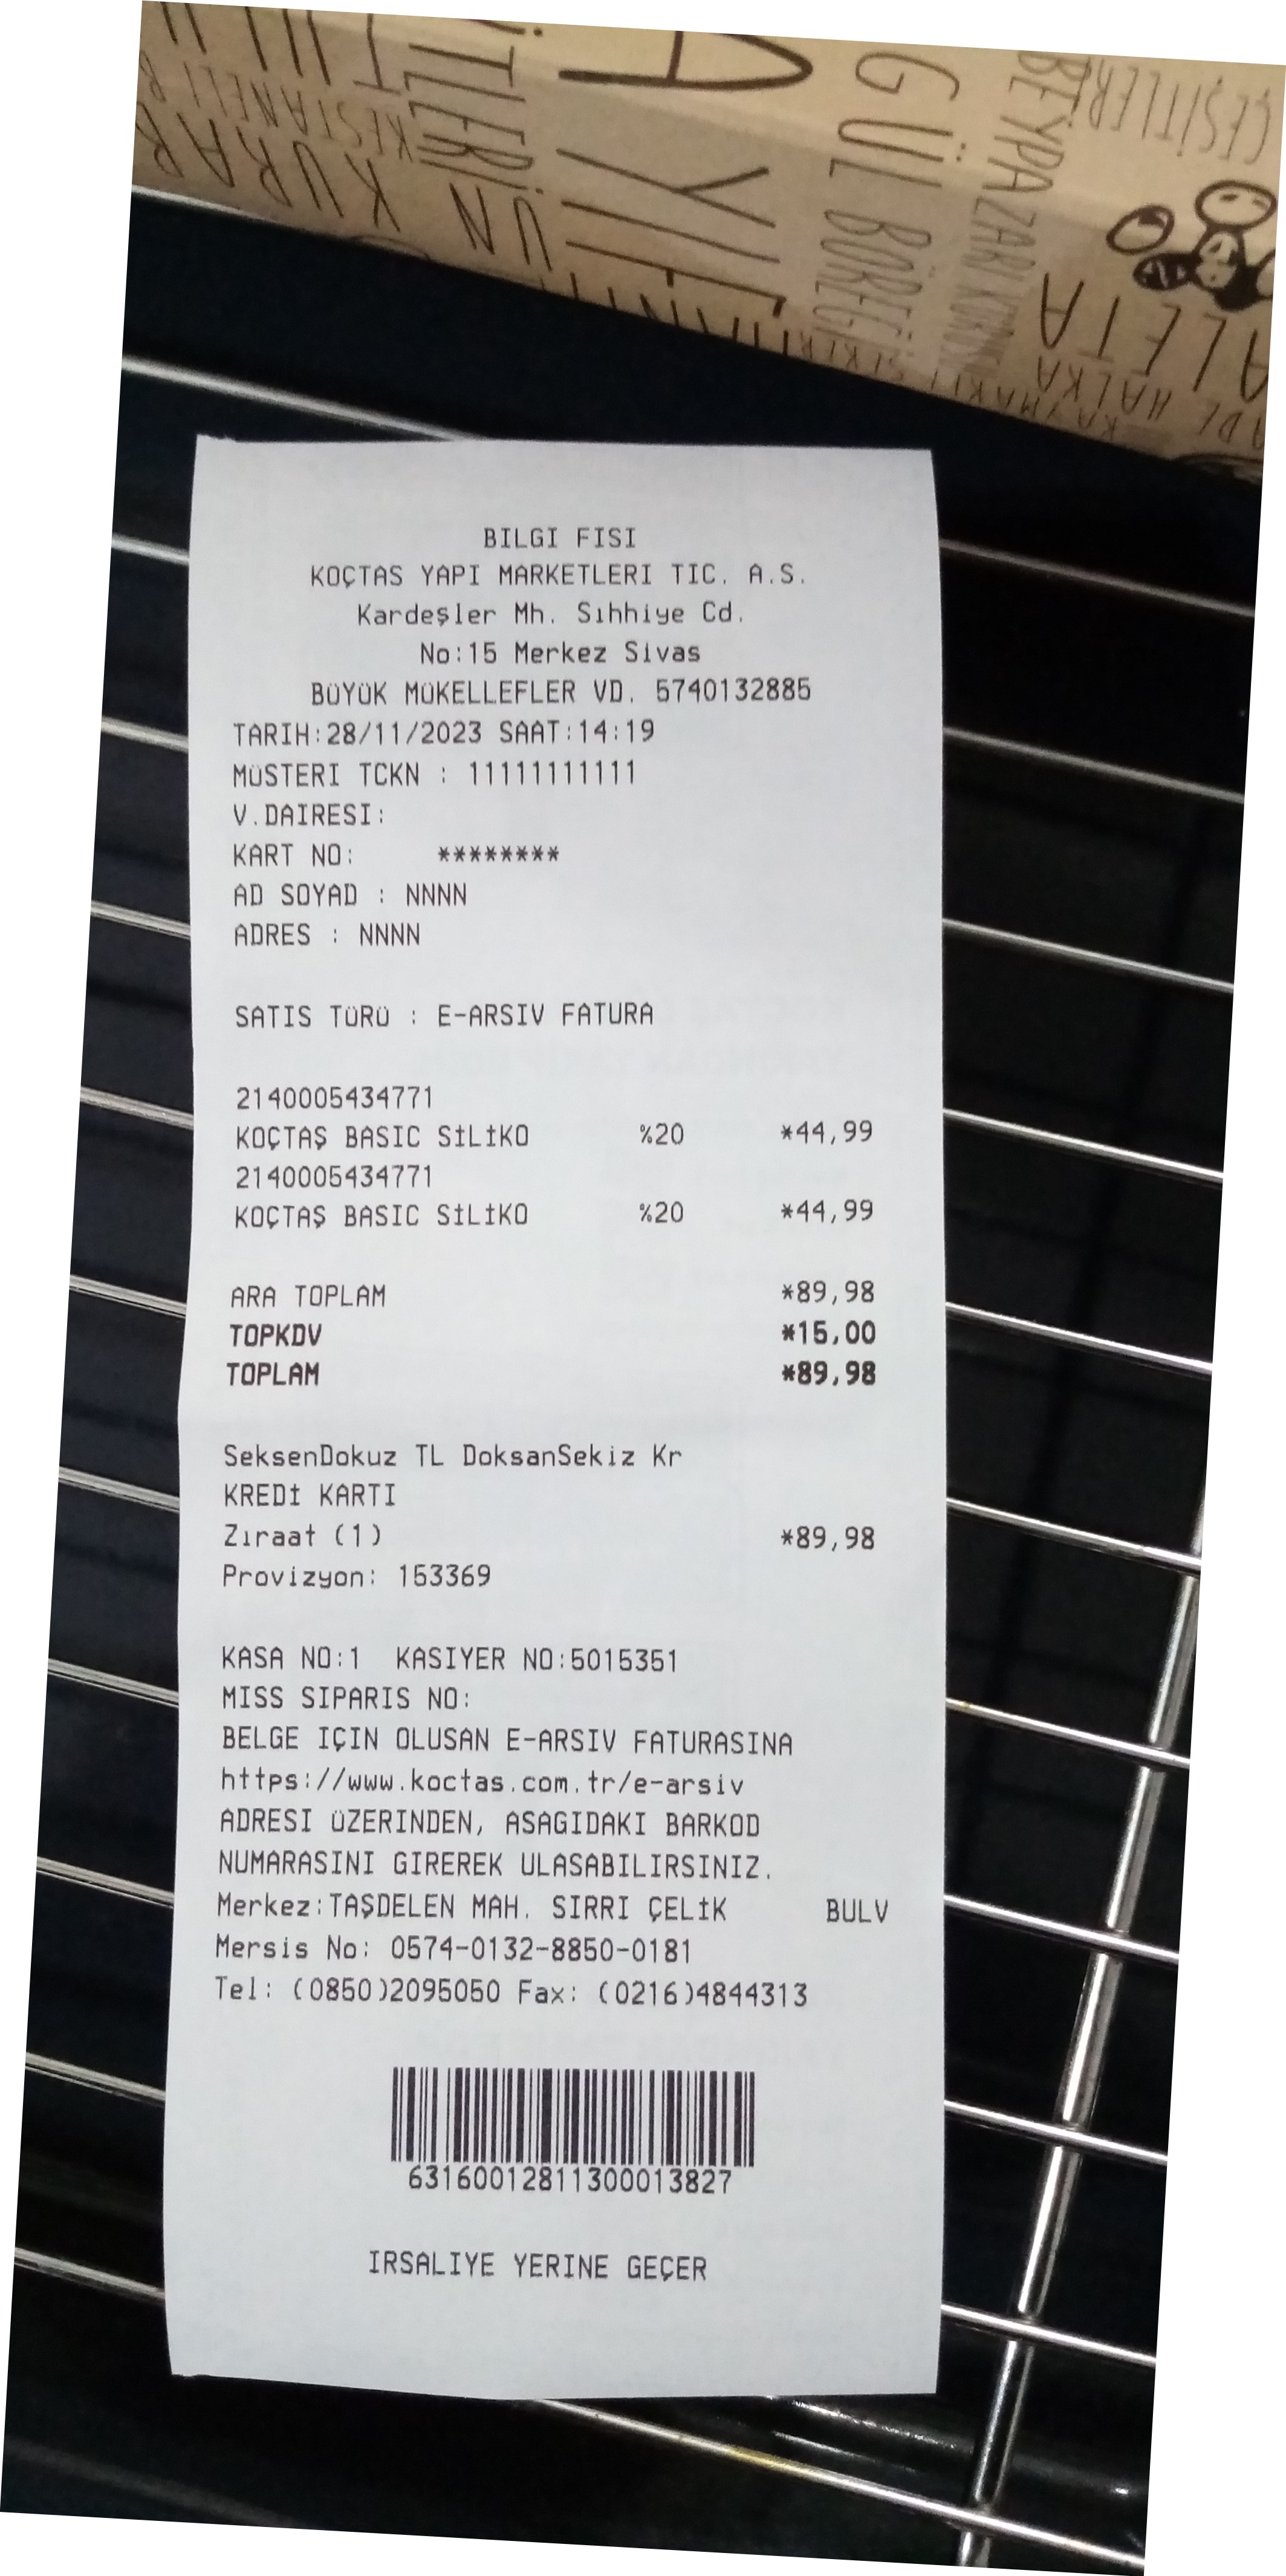 ÇEŞİTLERİ
BEYPAZARI
GÜL BÖREĞİ
HALKA
BILGI FISI
KOÇTAS YAPI MARKETLERI TIC. A.S.
Kardeşler Mh. Sıhhiye Cd.
No:15 Merkez Sivas
BÜYÜK MÜKELLEFLER VD. 5740132885
TARIH:28/11/2023 SAAT:14:19
MÜSTERI TCKN : 11111111111
V.DAIRESI:
KART NO: ********
AD SOYAD : NNNN
ADRES : NNNN
SATIS TÜRÜ : E-ARSIV FATURA
2140005434771
KOÇTAŞ BASIC SİLİKO %20 *44,99
2140005434771
KOÇTAŞ BASIC SİLİKO %20 *44,99
ARA TOPLAM *89,98
TOPKDV *15,00
TOPLAM *89,98
SeksenDokuz TL DoksanSekiz Kr
KREDİ KARTI
Zıraat (1) *89,98
Provizyon: 153369
KASA NO:1 KASIYER NO:5015351
MISS SIPARIS NO:
BELGE IÇIN OLUSAN E-ARSIV FATURASINA
https://www.koctas.com.tr/e-arsiv
ADRESI ÜZERINDEN, ASAGIDAKI BARKOD
NUMARASINI GIREREK ULASABILIRSINIZ.
Merkez:TAŞDELEN MAH. SIRRI ÇELİK BULV
Mersis No: 0574-0132-8850-0181
Tel: (0850)2095050 Fax: (0216)4844313
63160012811300013827
IRSALIYE YERINE GEÇER